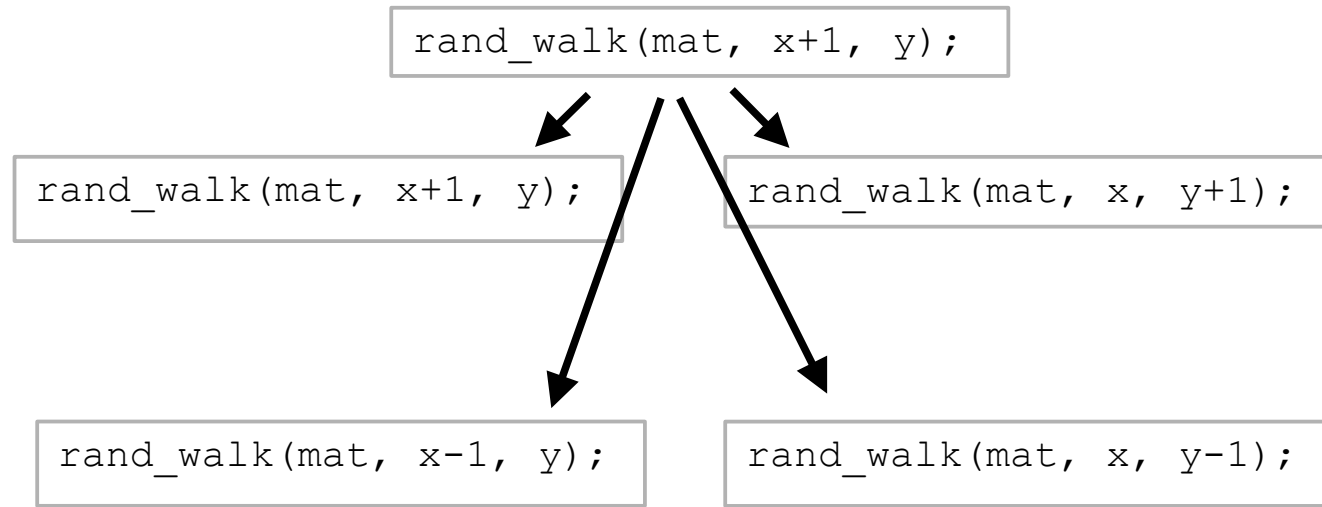 rand_walk(mat, x+1, y);
rand_walk(mat, x+1, y);
rand_walk(mat, x, y+1);
rand_walk(mat, x-1, y);
rand_walk(mat, x, y-1);